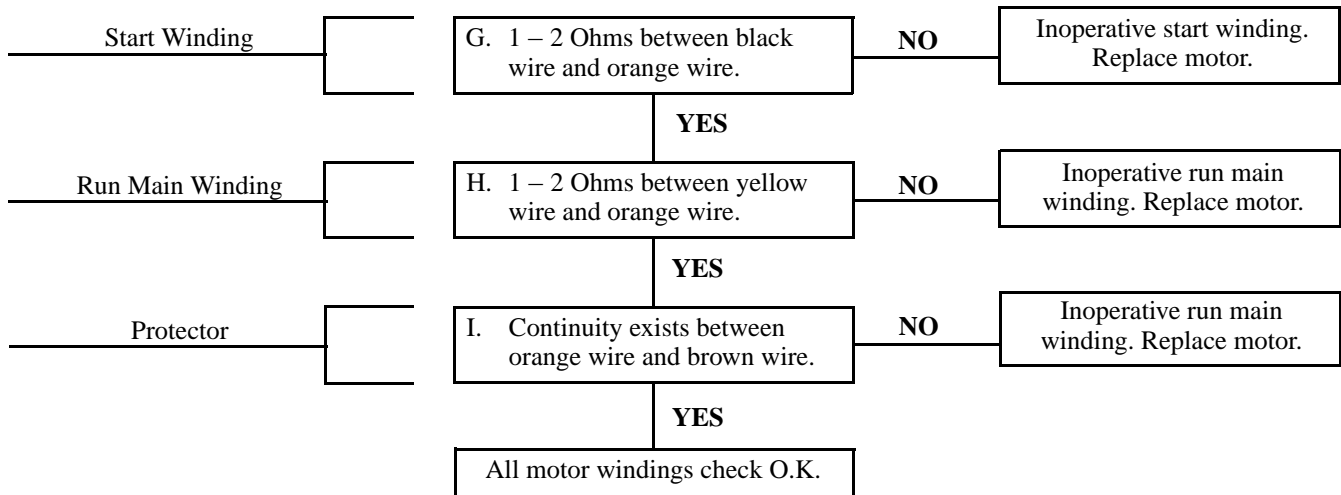 Start Winding
G. 1 – 2 Ohms between black
wire and orange wire.
NO
Inoperative start winding.
Replace motor.
YES
Run Main Winding
H. 1 – 2 Ohms between yellow
wire and orange wire.
NO
Inoperative run main
winding. Replace motor.
YES
Protector
I. Continuity exists between
orange wire and brown wire.
NO
Inoperative run main
winding. Replace motor.
YES
All motor windings check O.K.